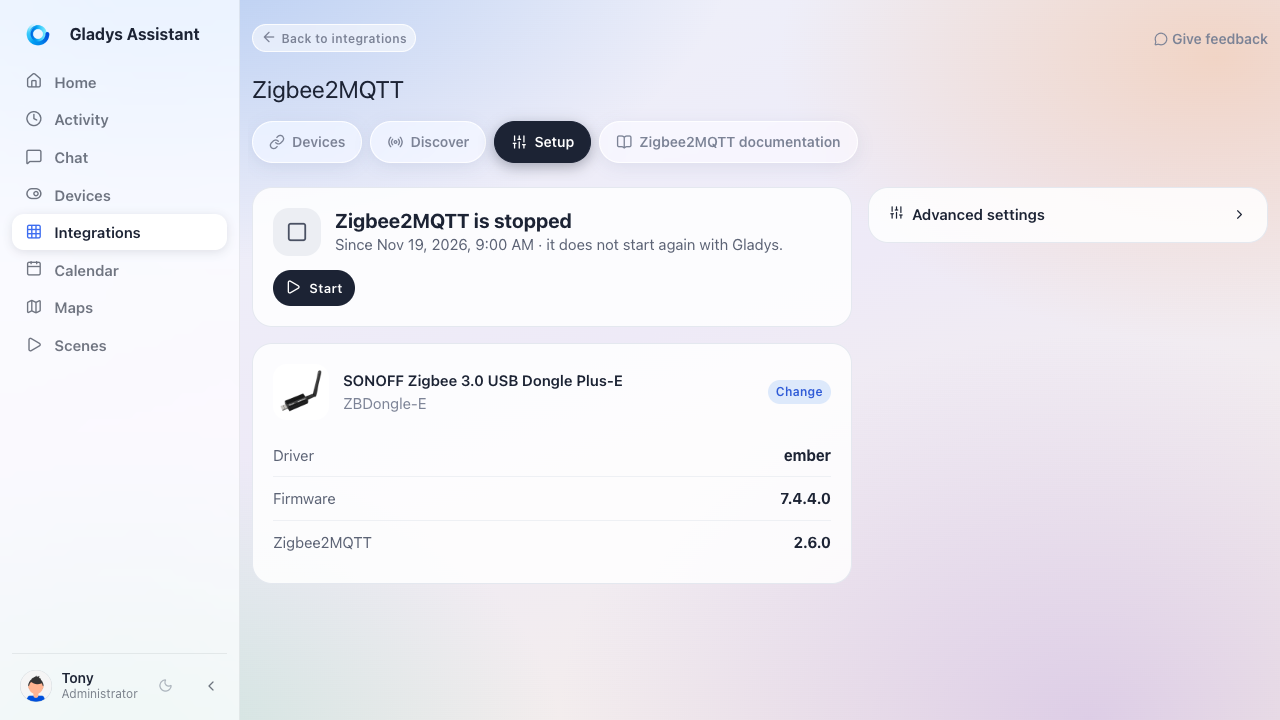 Gladys Assistant
Home
Activity
Chat
Devices
Integrations
Calendar
Maps
Scenes
Tony
Administrator
Back to integrations
Give feedback
Zigbee2MQTT
Devices
Discover
Setup
Zigbee2MQTT documentation
Zigbee2MQTT is stopped
Since Nov 19, 2026, 9:00 AM · it does not start again with Gladys.
Start
Advanced settings
SONOFF Zigbee 3.0 USB Dongle Plus-E
ZBDongle-E
Change
Driver ember
Firmware 7.4.4.0
Zigbee2MQTT 2.6.0